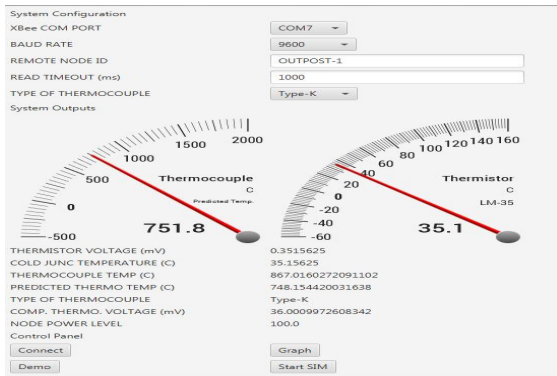 System Configuration
XBee COM PORT COM7
BAUD RATE 9600
REMOTE NODE ID OUTPOST-1
READ TIMEOUT (ms) 1000
TYPE OF THERMOCOUPLE Type-K
System Outputs
-500 0 500 1000 1500 2000
Thermocouple
C
Predicted Temp.
751.8
-60 -40 -20 0 20 40 60 80 100 120 140 160
Thermistor
C
LM-35
35.1
THERMISTOR VOLTAGE (mV) 0.3515625
COLD JUNC TEMPERATURE (C) 35.15625
THERMOCOUPLE TEMP (C) 867.0160272091102
PREDICTED THERMO TEMP (C) 748.154420031638
TYPE OF THERMOCOUPLE Type-K
COMP. THERMO. VOLTAGE (mV) 36.0009972608342
NODE POWER LEVEL 100.0
Control Panel
Connect Graph
Demo Start SIM